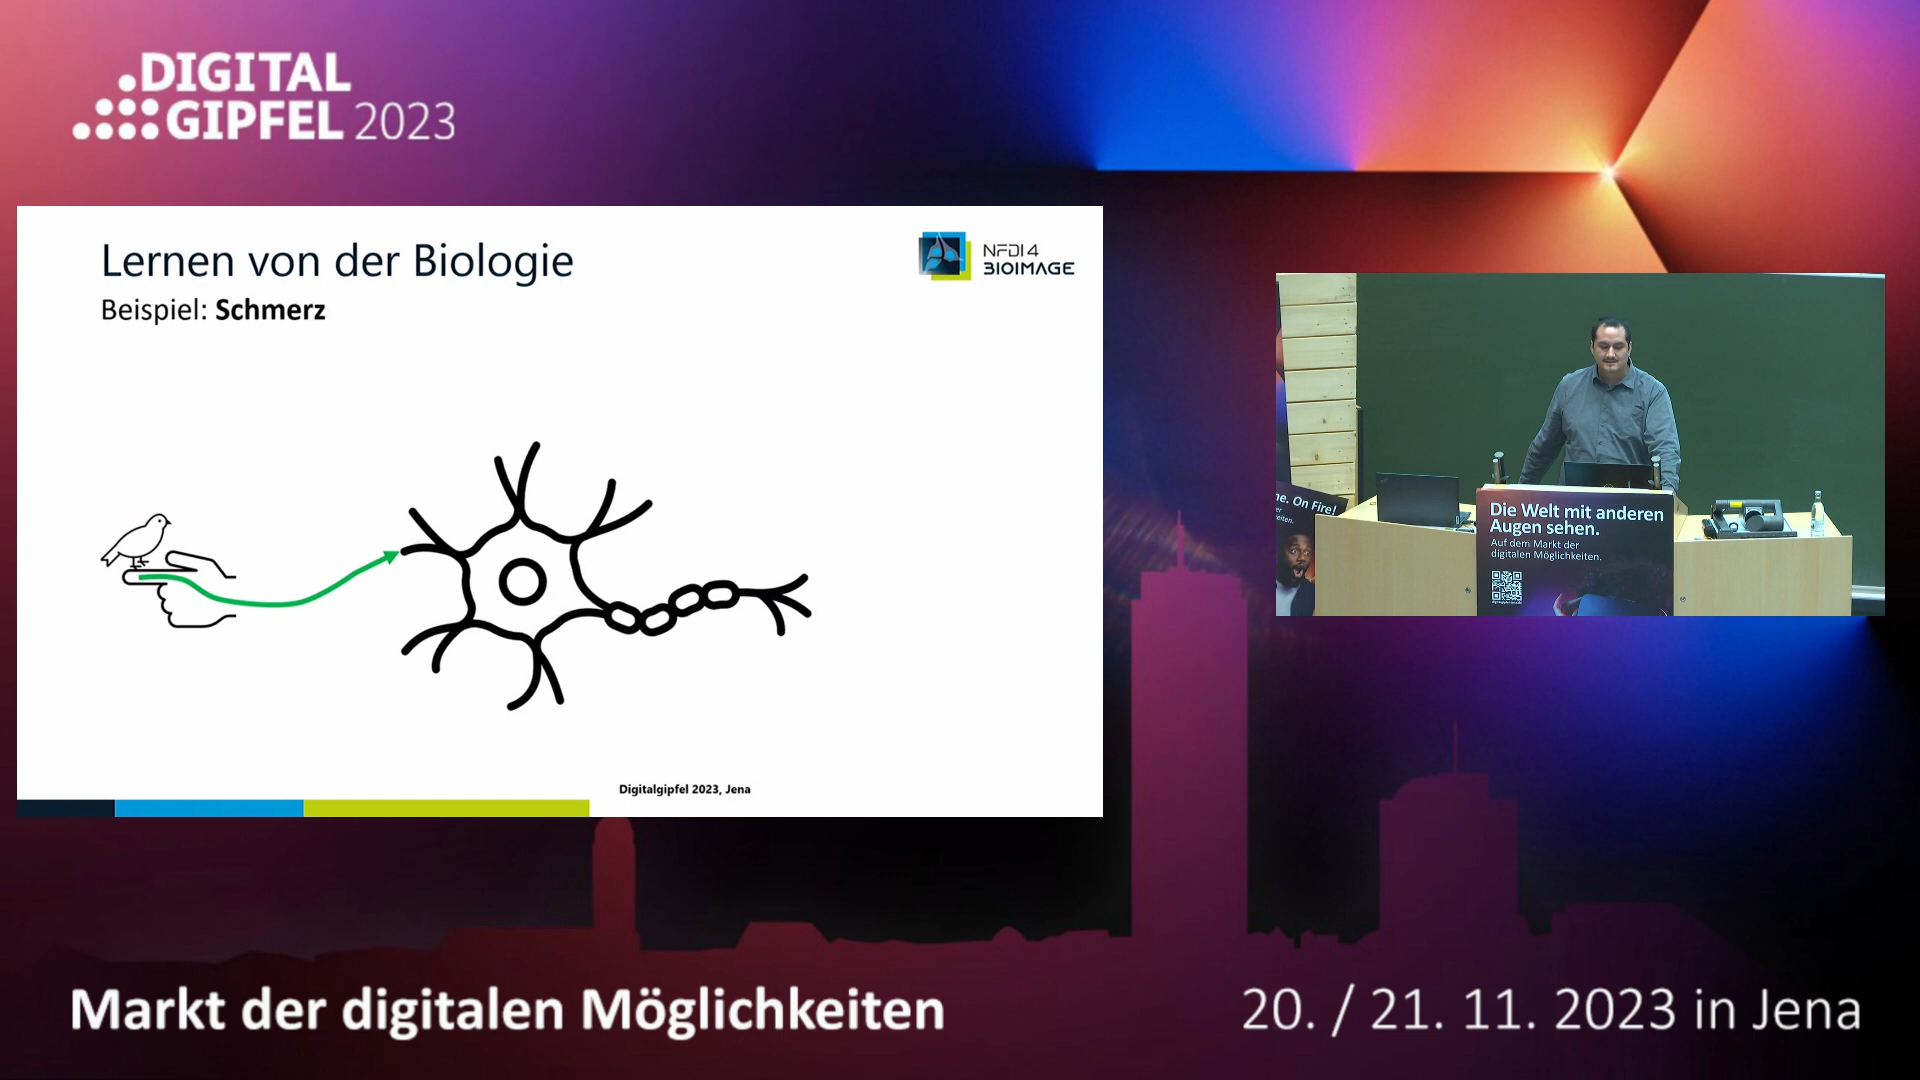 DIGITAL
GIPFEL 2023
Lernen von der Biologie
Beispiel: Schmerz
NFDI4
BIOIMAGE
Digitalgipfel 2023, Jena
ne. On Fire!
Die Welt mit anderen
Augen sehen.
Auf dem Markt der
digitalen Möglichkeiten.
Markt der digitalen Möglichkeiten
20. / 21. 11. 2023 in Jena